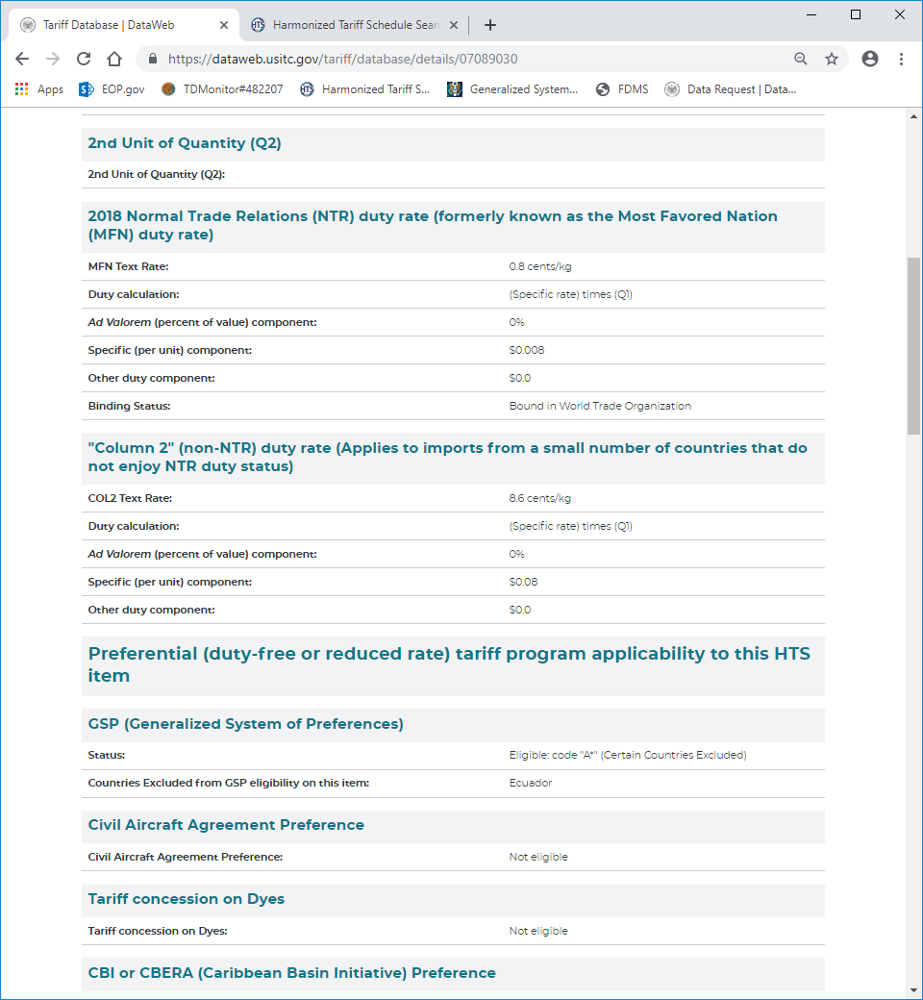 Tariff Database | DataWeb
Harmonized Tariff Schedule Sear
https://dataweb.usitc.gov/tariff/database/details/07089030
Apps EOP.gov TDMonitor#482207 Harmonized Tariff S... Generalized System... FDMS Data Request | Data...
2nd Unit of Quantity (Q2)
2nd Unit of Quantity (Q2):
2018 Normal Trade Relations (NTR) duty rate (formerly known as the Most Favored Nation
(MFN) duty rate)
MFN Text Rate: 0.8 cents/kg
Duty calculation: (Specific rate) times (Q1)
Ad Valorem (percent of value) component: 0%
Specific (per unit) component: $0.008
Other duty component: $0.0
Binding Status: Bound in World Trade Organization
"Column 2" (non-NTR) duty rate (Applies to imports from a small number of countries that do
not enjoy NTR duty status)
COL2 Text Rate: 8.6 cents/kg
Duty calculation: (Specific rate) times (Q1)
Ad Valorem (percent of value) component: 0%
Specific (per unit) component: $0.08
Other duty component: $0.0
Preferential (duty-free or reduced rate) tariff program applicability to this HTS
item
GSP (Generalized System of Preferences)
Status: Eligible: code "A*" (Certain Countries Excluded)
Countries Excluded from GSP eligibility on this item: Ecuador
Civil Aircraft Agreement Preference
Civil Aircraft Agreement Preference: Not eligible
Tariff concession on Dyes
Tariff concession on Dyes: Not eligible
CBI or CBERA (Caribbean Basin Initiative) Preference